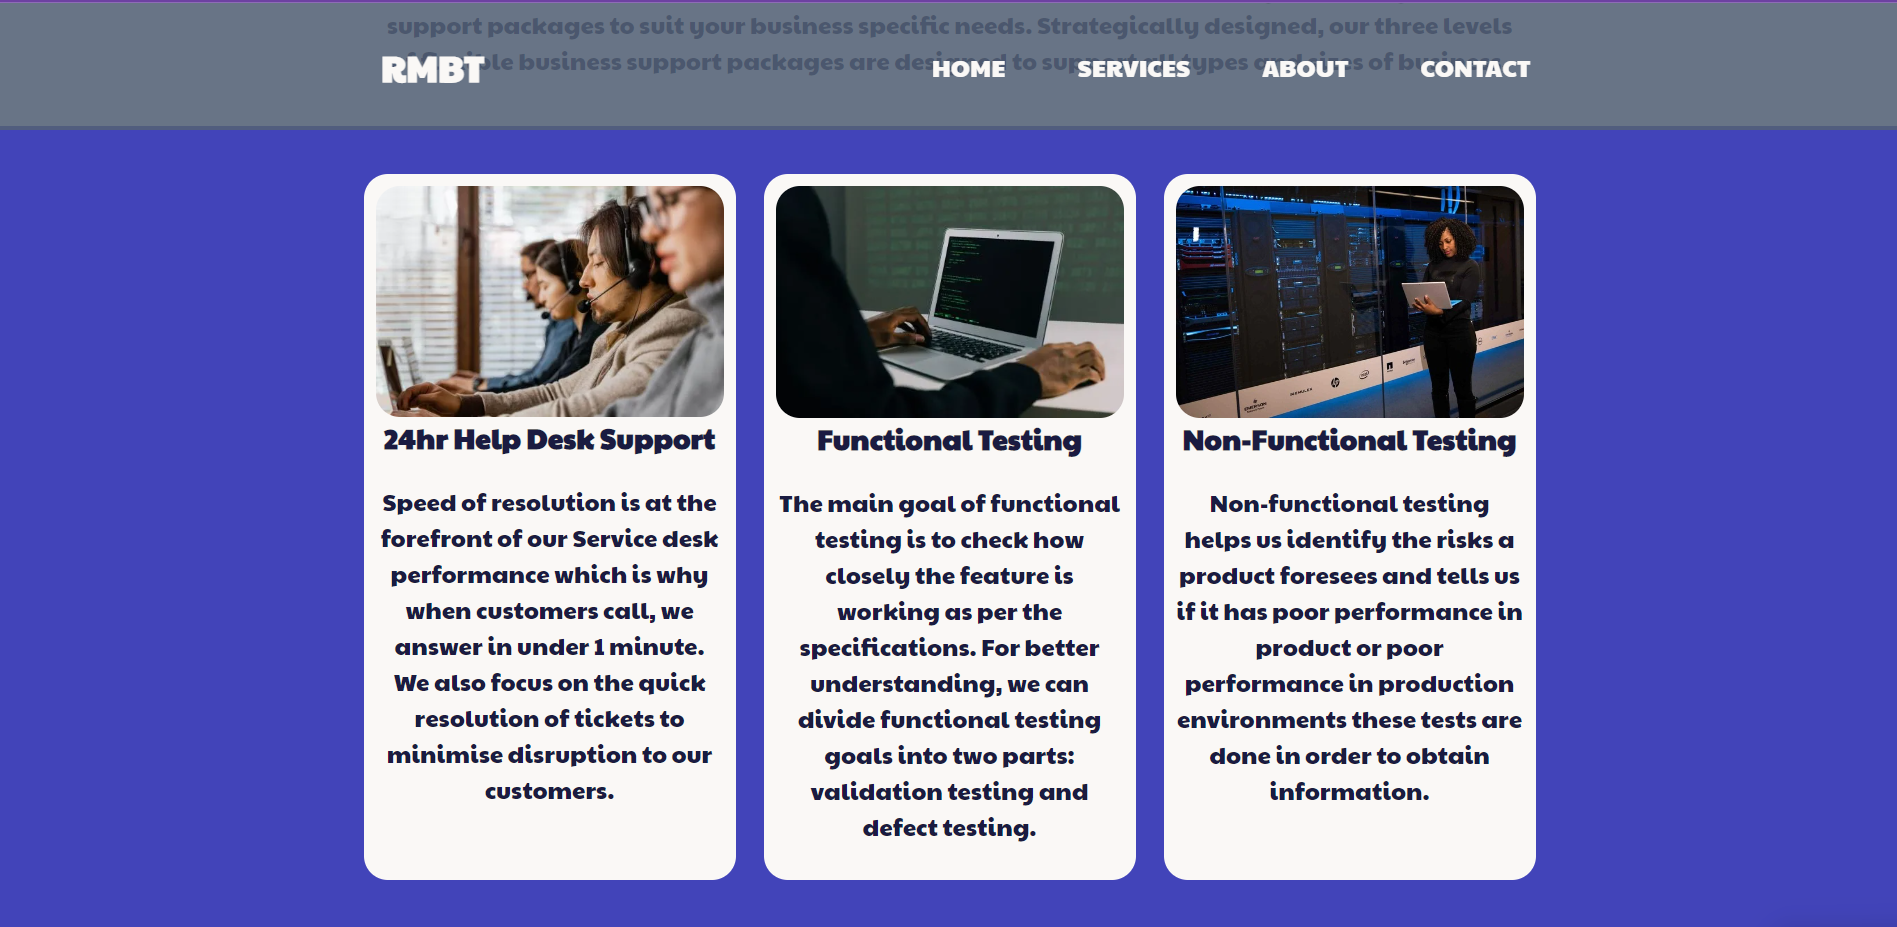 support packages to suit your business specific needs. Strategically designed, our three levels
business support packages are to support types and sizes of
RMBT
HOME
SERVICES
ABOUT
CONTACT
24hr Help Desk Support
Speed of resolution is at the
forefront of our Service desk
performance which is why
when customers call, we
answer in under 1 minute.
We also focus on the quick
resolution of tickets to
minimise disruption to our
customers.
Functional Testing
The main goal of functional
testing is to check how
closely the feature is
working as per the
specifications. For better
understanding, we can
divide functional testing
goals into two parts:
validation testing and
defect testing.
Non-Functional Testing
Non-functional testing
helps us identify the risks a
product foresees and tells us
if it has poor performance in
product or poor
performance in production
environments these tests are
done in order to obtain
information.